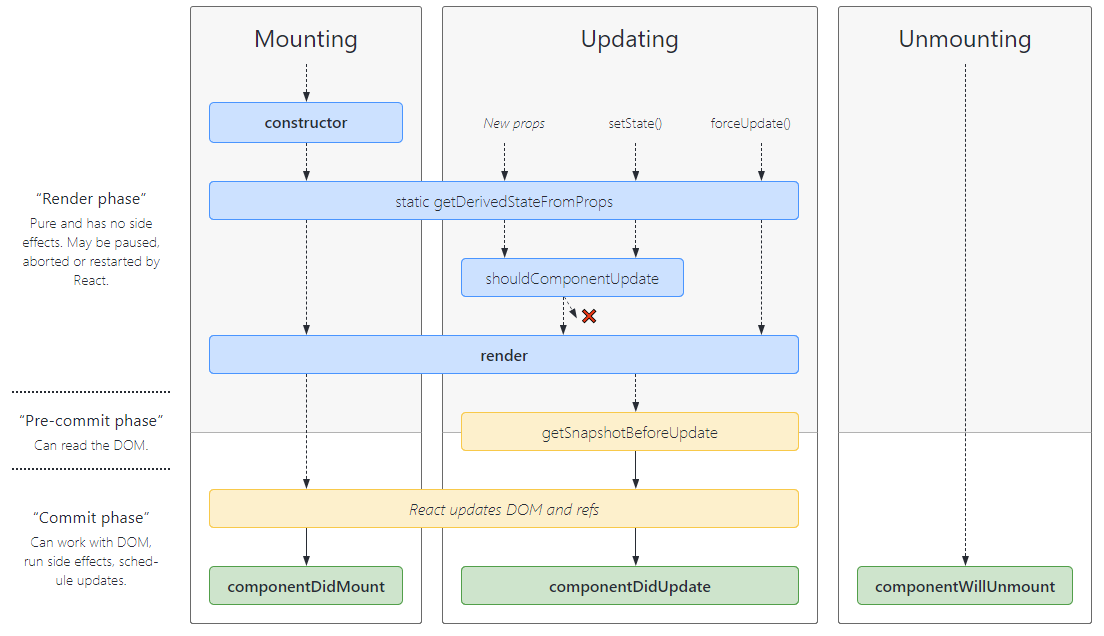 Mounting
Updating
Unmounting
constructor
New props
setState()
forceUpdate()
“Render phase”
Pure and has no side
effects. May be paused,
aborted or restarted by
React.
static getDerivedStateFromProps
shouldComponentUpdate
render
“Pre-commit phase”
Can read the DOM.
getSnapshotBeforeUpdate
“Commit phase”
Can work with DOM,
run side effects, sched-
ule updates.
React updates DOM and refs
componentDidMount
componentDidUpdate
componentWillUnmount